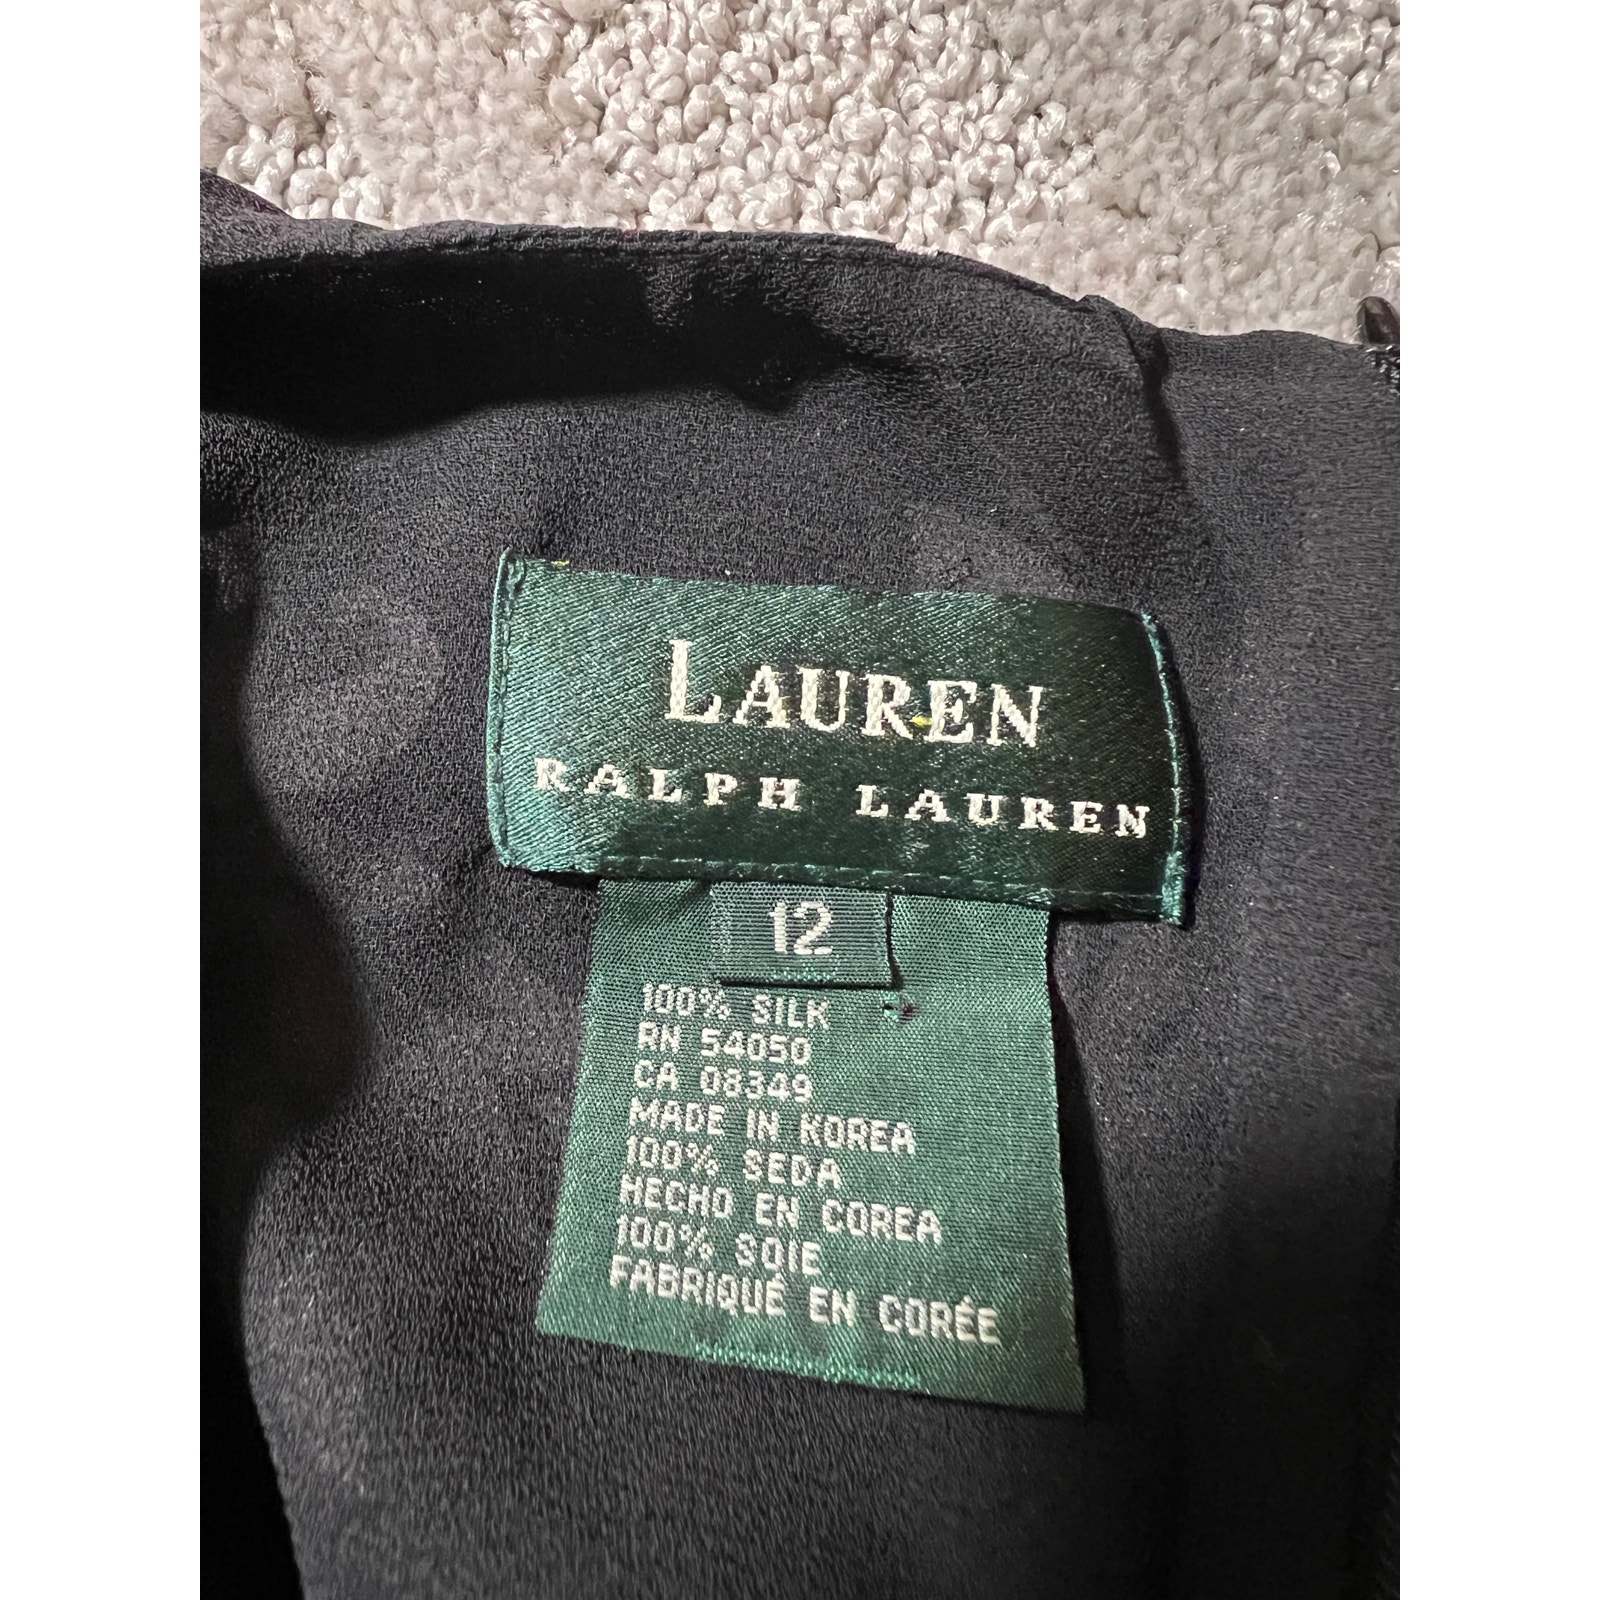 LAUREN
RALPH LAUREN
12
100% SILK
RN 54050
CA 08349
MADE IN KOREA
100% SEDA
HECHO EN COREA
100% SOIE
FABRIQUÉ EN CORÉE